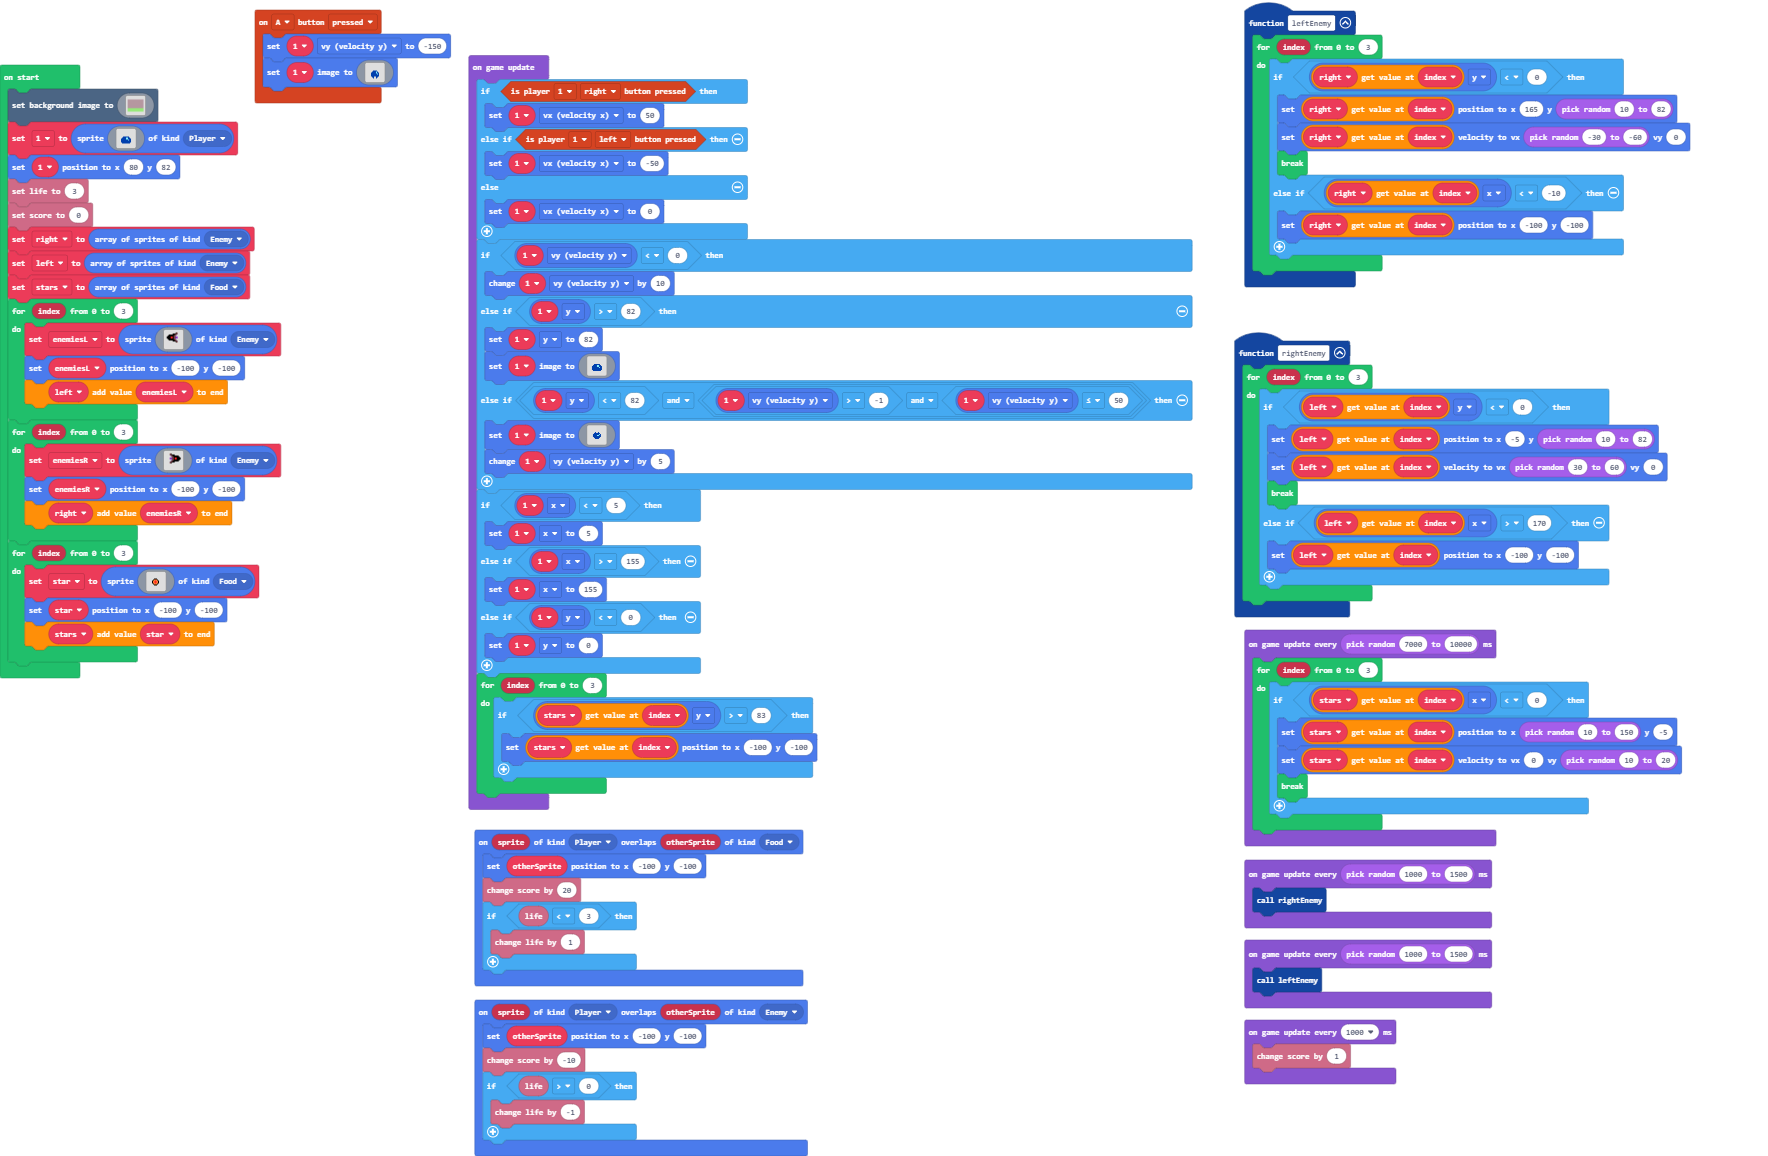 on start
set background image to
set 1 to sprite of kind Player
set 1 position to x 80 y 82
set life to 3
set score to 0
set right to array of sprites of kind Enemy
set left to array of sprites of kind Enemy
set stars to array of sprites of kind Food
for index from 0 to 3
do
set enemiesL to sprite of kind Enemy
set enemiesL position to x -100 y -100
left add value enemiesL to end
for index from 0 to 3
do
set enemiesR to sprite of kind Enemy
set enemiesR position to x -100 y -100
right add value enemiesR to end
for index from 0 to 3
do
set star to sprite of kind Food
set star position to x -100 y -100
stars add value star to end
on A button pressed
set 1 vy (velocity y) to -150
set 1 image to
on game update
if is player 1 right button pressed then
set 1 vx (velocity x) to 50
else if is player 1 left button pressed then
set 1 vx (velocity x) to -50
else
set 1 vx (velocity x) to 0
if 1 vy (velocity y) < 0 then
change 1 vy (velocity y) by 10
else if 1 y > 82 then
set 1 y to 82
set 1 image to
else if 1 y < 82 and 1 vy (velocity y) > -1 and 1 vy (velocity y) ≤ 50 then
set 1 image to
change 1 vy (velocity y) by 5
if 1 x < 5 then
set 1 x to 5
else if 1 x > 155 then
set 1 x to 155
else if 1 y < 0 then
set 1 y to 0
for index from 0 to 3
do
if stars get value at index y > 83 then
set stars get value at index position to x -100 y -100
on sprite of kind Player overlaps otherSprite of kind Food
set otherSprite position to x -100 y -100
change score by 20
if life < 3 then
change life by 1
on sprite of kind Player overlaps otherSprite of kind Enemy
set otherSprite position to x -100 y -100
change score by -10
if life > 0 then
change life by -1
function leftEnemy
for index from 0 to 3
do
if right get value at index y < 0 then
set right get value at index position to x 165 y pick random 10 to 82
set right get value at index velocity to vx pick random -30 to -60 vy 0
break
else if right get value at index x < -10 then
set right get value at index position to x -100 y -100
function rightEnemy
for index from 0 to 3
do
if left get value at index y < 0 then
set left get value at index position to x -5 y pick random 10 to 82
set left get value at index velocity to vx pick random 30 to 60 vy 0
break
else if left get value at index x > 170 then
set left get value at index position to x -100 y -100
on game update every pick random 7000 to 10000 ms
for index from 0 to 3
do
if stars get value at index x < 0 then
set stars get value at index position to x pick random 10 to 150 y -5
set stars get value at index velocity to vx 0 vy pick random 10 to 20
break
on game update every pick random 1000 to 1500 ms
call rightEnemy
on game update every pick random 1000 to 1500 ms
call leftEnemy
on game update every 1000 ms
change score by 1